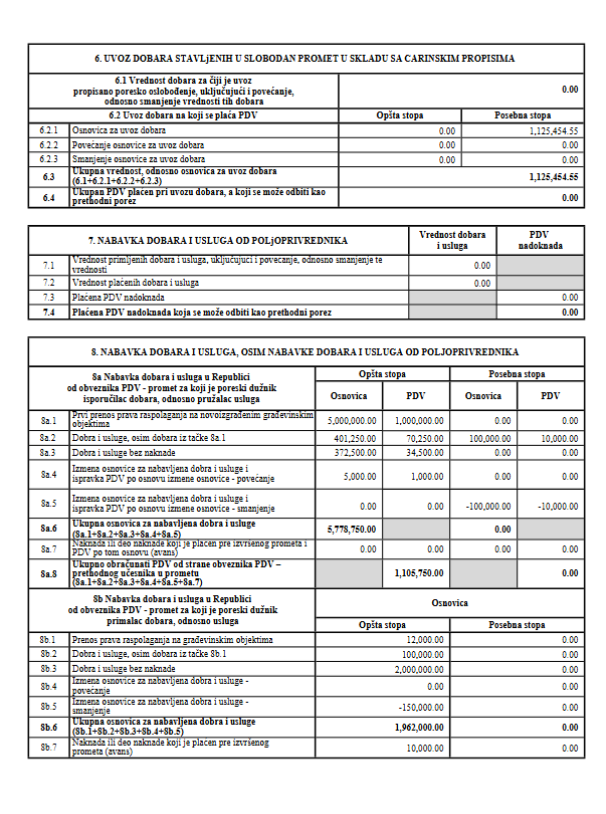 6. UVOZ DOBARA STAVLjENIH U SLOBODAN PROMET U SKLADU SA CARINSKIM PROPISIMA
6.1 Vrednost dobara za čiji je uvoz
propisano poresko oslobođenje, uključujući i povećanje,
odnosno smanjenje vrednosti tih dobara
0.00
6.2 Uvoz dobara na koji se plaća PDV Opšta stopa Posebna stopa
6.2.1 Osnovica za uvoz dobara 0.00 1,125,454.55
6.2.2 Povećanje osnovice za uvoz dobara 0.00 0.00
6.2.3 Smanjenje osnovice za uvoz dobara 0.00 0.00
6.3 Ukupna vrednost, odnosno osnovica za uvoz dobara
(6.1+6.2.1+6.2.2+6.2.3) 1,125,454.55
6.4 Ukupan PDV plaćen pri uvozu dobara, a koji se može odbiti kao
prethodni porez 0.00
7. NABAVKA DOBARA I USLUGA OD POLjOPRIVREDNIKA Vrednost dobara
i usluga PDV
nadoknada
7.1 Vrednost primljenih dobara i usluga, uključujući i povećanje, odnosno smanjenje te
vrednosti 0.00
7.2 Vrednost plaćenih dobara i usluga 0.00
7.3 Plaćena PDV nadoknada 0.00
7.4 Plaćena PDV nadoknada koja se može odbiti kao prethodni porez 0.00
8. NABAVKA DOBARA I USLUGA, OSIM NABAVKE DOBARA I USLUGA OD POLJOPRIVREDNIKA
8a Nabavka dobara i usluga u Republici
od obveznika PDV - promet za koji je poreski dužnik
isporučilac dobara, odnosno pružalac usluga
Opšta stopa Posebna stopa
Osnovica PDV Osnovica PDV
8a.1 Prvi prenos prava raspolaganja na novoizgrađenim građevinskim
objektima 5,000,000.00 1,000,000.00 0.00 0.00
8a.2 Dobra i usluge, osim dobara iz tačke 8a.1 401,250.00 70,250.00 100,000.00 10,000.00
8a.3 Dobra i usluge bez naknade 372,500.00 34,500.00 0.00 0.00
8a.4 Izmena osnovice za nabavljena dobra i usluge i
ispravka PDV po osnovu izmene osnovice - povećanje 5,000.00 1,000.00 0.00 0.00
8a.5 Izmena osnovice za nabavljena dobra i usluge i
ispravka PDV po osnovu izmene osnovice - smanjenje 0.00 0.00 -100,000.00 -10,000.00
8a.6 Ukupna osnovica za nabavljena dobra i usluge
(8a.1+8a.2+8a.3+8a.4+8a.5) 5,778,750.00 0.00
8a.7 Naknada ili deo naknade koji je plaćen pre izvršenog prometa i
PDV po tom osnovu (avans) 0.00 0.00 0.00 0.00
8a.8 Ukupno obračunati PDV od strane obveznika PDV –
prethodnog učesnika u prometu
(8a.1+8a.2+8a.3+8a.4+8a.5+8a.7) 1,105,750.00 0.00
8b Nabavka dobara i usluga u Republici
od obveznika PDV - promet za koji je poreski dužnik
primalac dobara, odnosno usluga
Osnovica
Opšta stopa Posebna stopa
8b.1 Prenos prava raspolaganja na građevinskim objektima 12,000.00 0.00
8b.2 Dobra i usluge, osim dobara iz tačke 8b.1 100,000.00 0.00
8b.3 Dobra i usluge bez naknade 2,000,000.00 0.00
8b.4 Izmena osnovice za nabavljena dobra i usluge -
povećanje 0.00 0.00
8b.5 Izmena osnovice za nabavljena dobra i usluge -
smanjenje -150,000.00 0.00
8b.6 Ukupna osnovica za nabavljena dobra i usluge
(8b.1+8b.2+8b.3+8b.4+8b.5) 1,962,000.00 0.00
8b.7 Naknada ili deo naknade koji je plaćen pre izvršenog
prometa (avans) 10,000.00 0.00